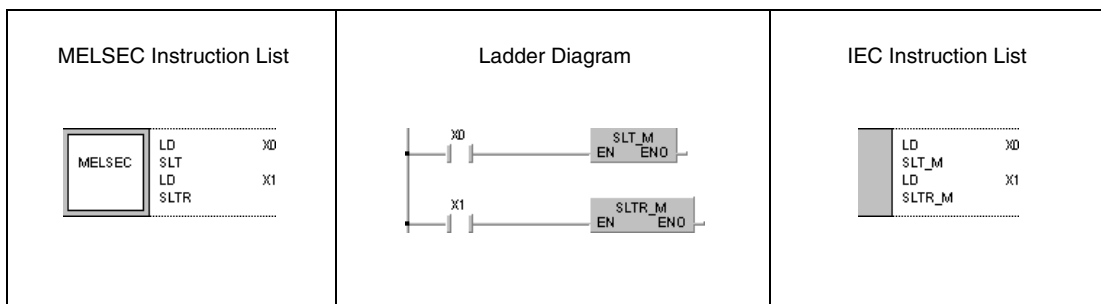 MELSEC Instruction List
MELSEC
LD X0
SLT
LD X1
SLTR
Ladder Diagram
X0
SLT_M
EN ENO
X1
SLTR_M
EN ENO
IEC Instruction List
LD X0
SLT_M
LD X1
SLTR_M